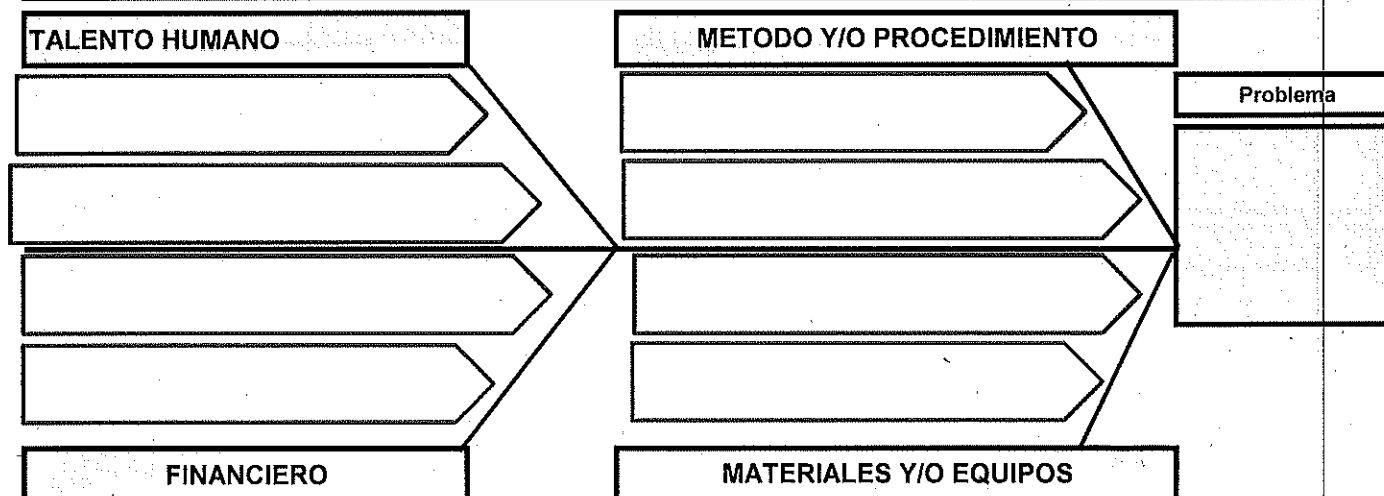 TALENTO HUMANO
METODO Y/O PROCEDIMIENTO
Problema
FINANCIERO
MATERIALES Y/O EQUIPOS